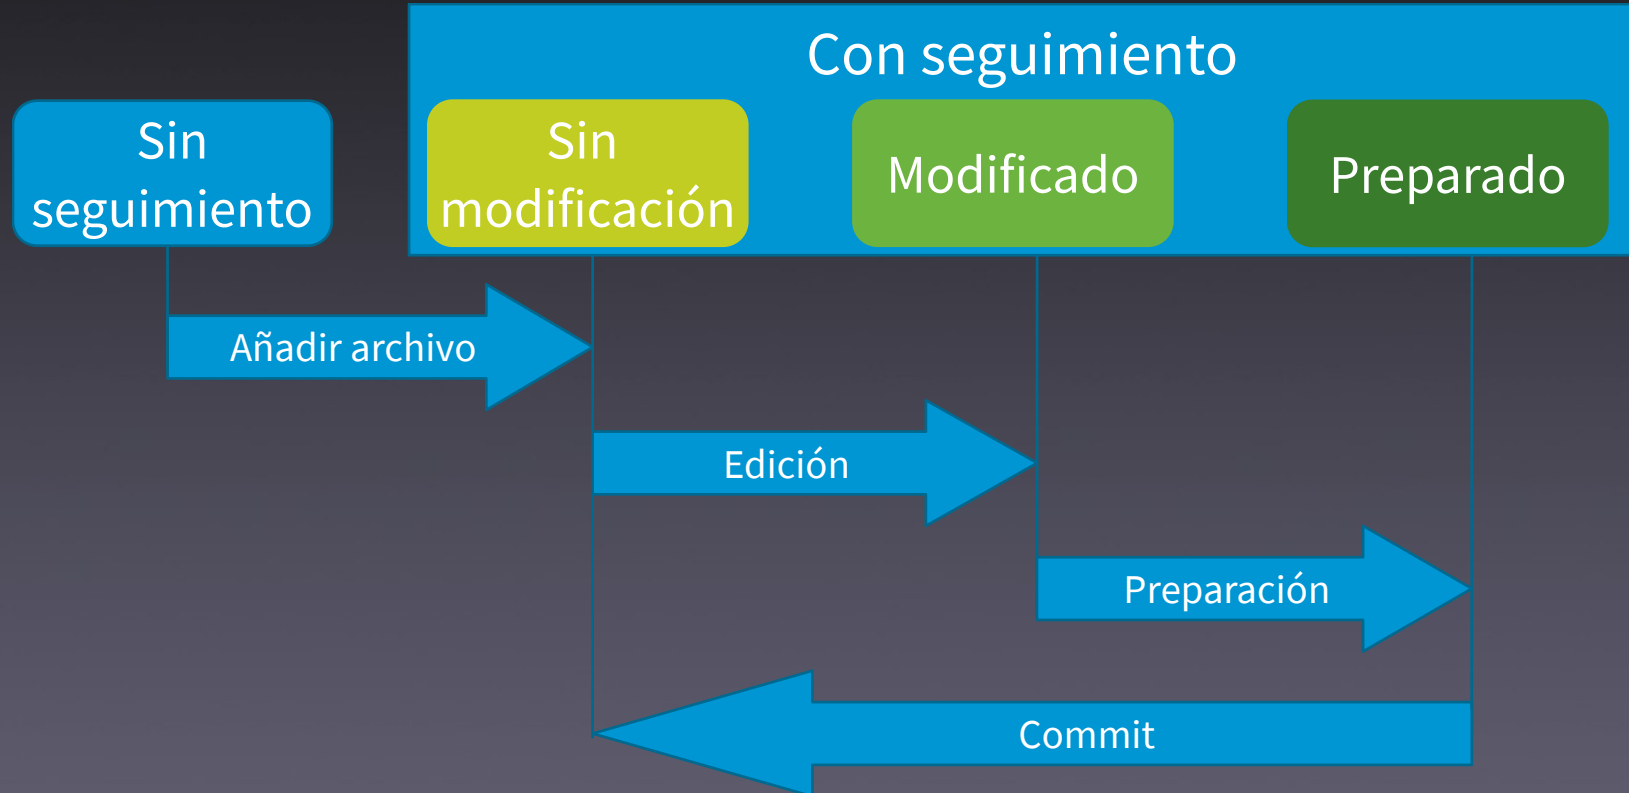 Con seguimiento
Sin
seguimiento
Sin
modificación
Modificado
Preparado
Añadir archivo
Edición
Preparación
Commit